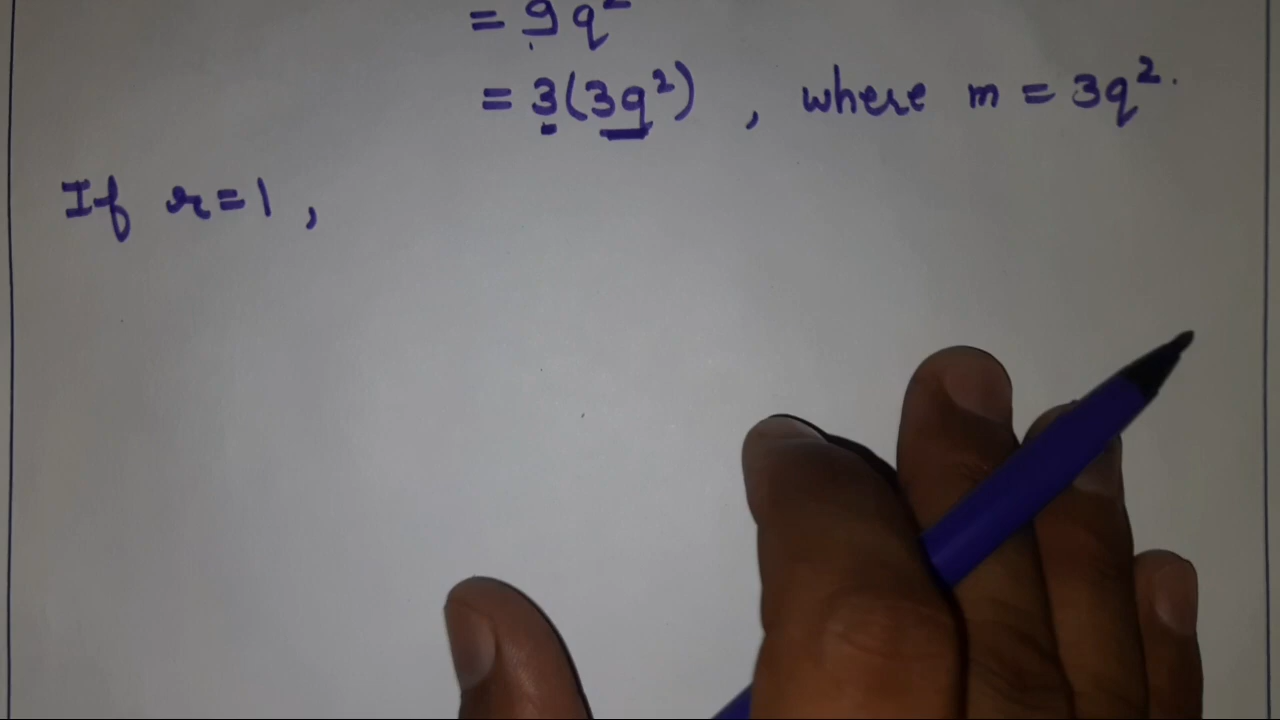 = 9q²
= 3(3q²) , where m = 3q².
If r=1 ,